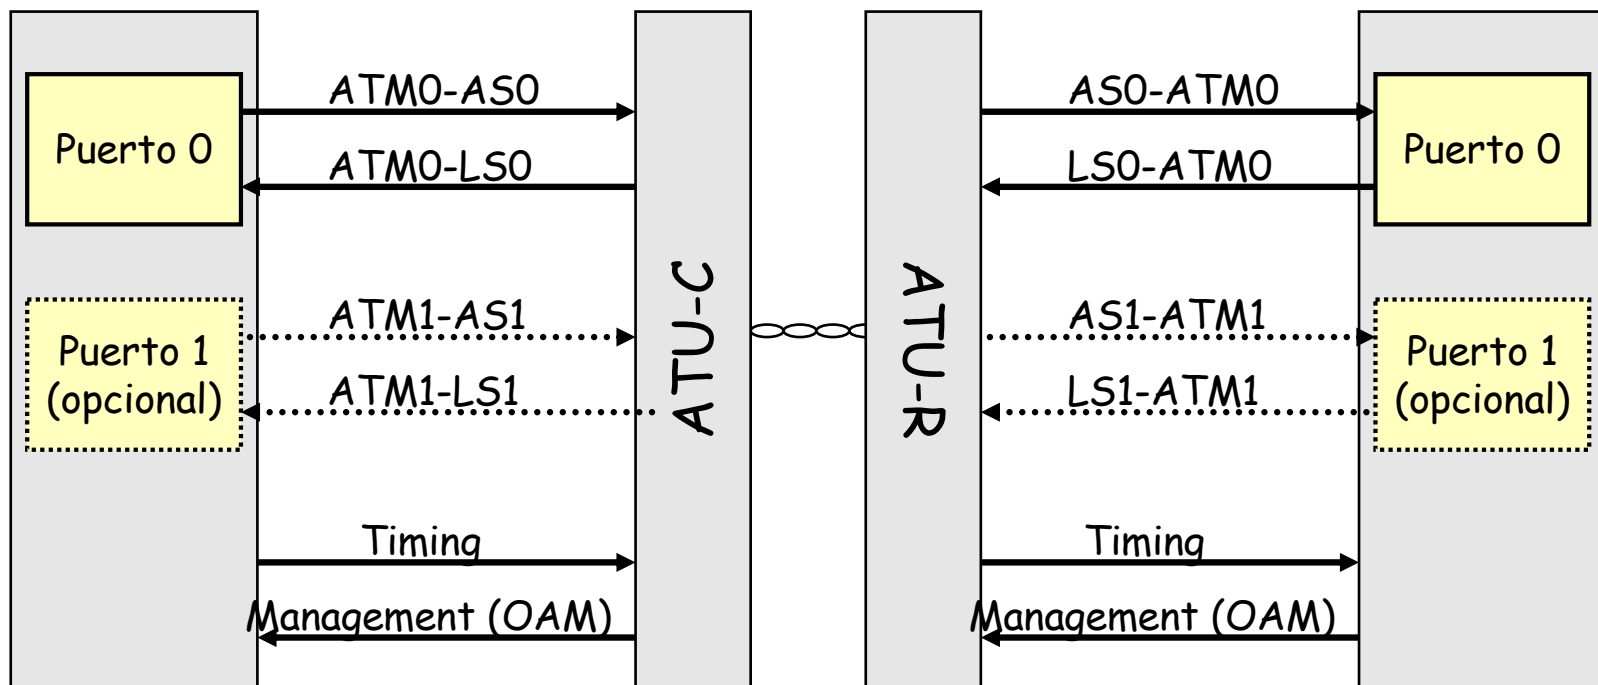 ATM0-AS0
AS0-ATM0
Puerto 0
Puerto 0
ATM0-LS0
LS0-ATM0
ATU-C
ATU-R
ATM1-AS1
AS1-ATM1
Puerto 1
(opcional)
Puerto 1
(opcional)
ATM1-LS1
LS1-ATM1
Timing
Timing
Management (OAM)
Management (OAM)